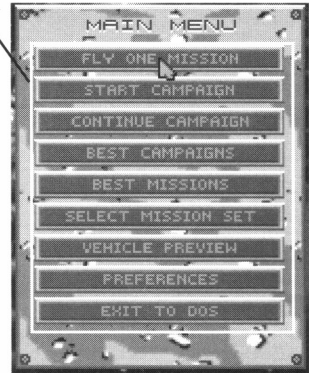 MAIN MENU
FLY ONE MISSION
START CAMPAIGN
CONTINUE CAMPAIGN
BEST CAMPAIGNS
BEST MISSIONS
SELECT MISSION SET
VEHICLE PREVIEW
PREFERENCES
EXIT TO DOS